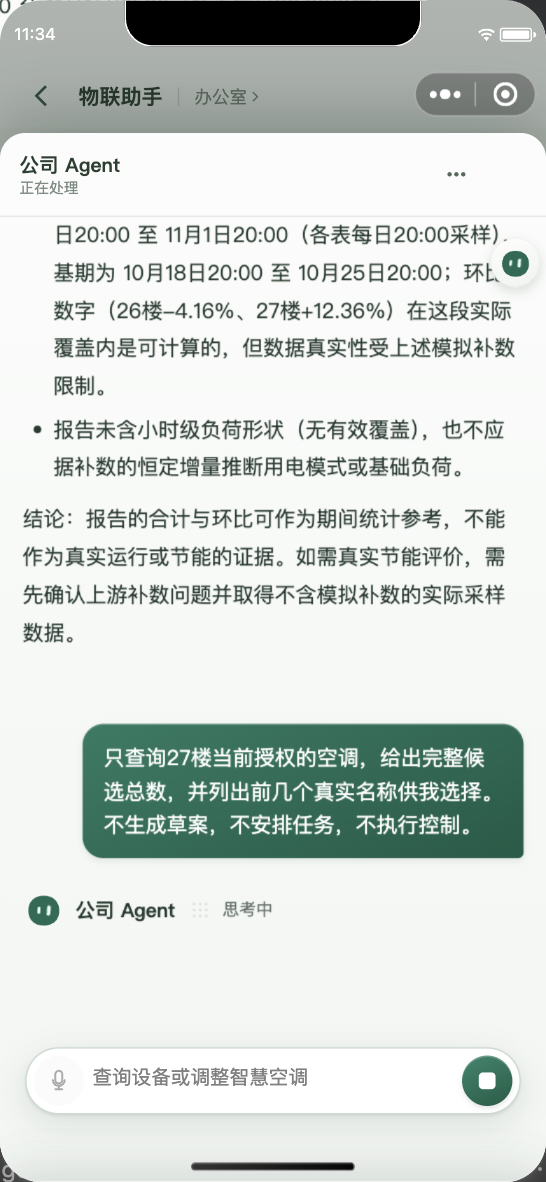 11:34
物联助手
办公室
公司 Agent
正在处理
日20:00 至 11月1日20:00（各表每日20:00采样），
基期为 10月18日20:00 至 10月25日20:00；环比
数字（26楼–4.16%、27楼+12.36%）在这段实际
覆盖内是可计算的，但数据真实性受上述模拟补数
限制。
• 报告未含小时级负荷形状（无有效覆盖），也不应
据补数的恒定增量推断用电模式或基础负荷。
结论：报告的合计与环比可作为期间统计参考，不能
作为真实运行或节能的证据。如需真实节能评价，需
先确认上游补数问题并取得不含模拟补数的实际采样
数据。
只查询27楼当前授权的空调，给出完整候
选总数，并列出前几个真实名称供我选择。
不生成草案，不安排任务，不执行控制。
公司 Agent 思考中
查询设备或调整智慧空调